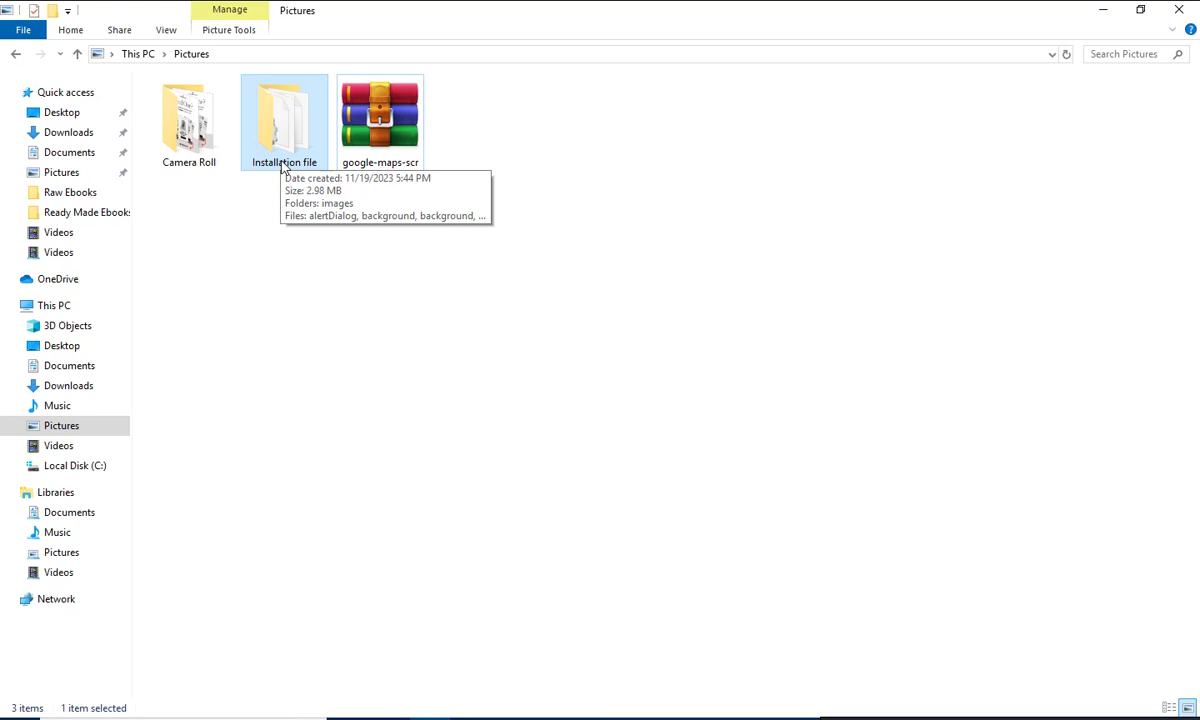 Manage
Pictures
File
Home
Share
View
Picture Tools
This PC
Pictures
Search Pictures
Quick access
Desktop
Downloads
Documents
Pictures
Raw Ebooks
Ready Made Ebooks
Videos
Videos
OneDrive
This PC
3D Objects
Desktop
Documents
Downloads
Music
Pictures
Videos
Local Disk (C:)
Libraries
Documents
Music
Pictures
Videos
Network
Camera Roll
Installation file
google-maps-scr
Date created: 11/19/2023 5:44 PM
Size: 2.98 MB
Folders: images
Files: alertDialog, background, background, ...
3 items
1 item selected